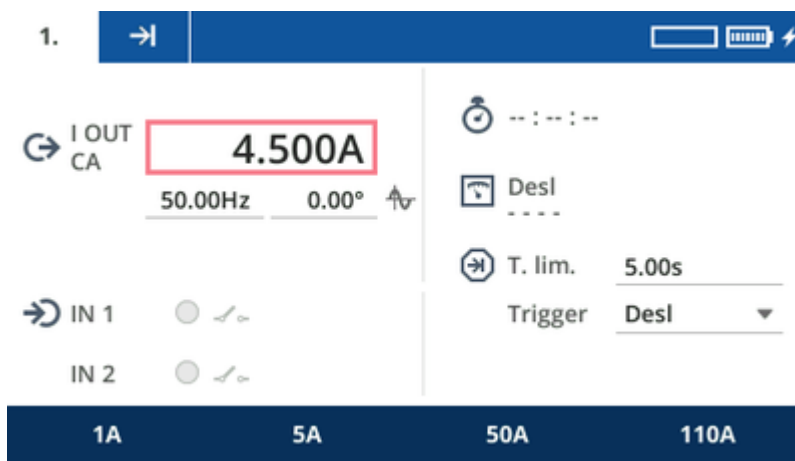 1.
I OUT
CA
4.500A
50.00Hz 0.00°
IN 1
IN 2
-- : -- : --
Desl
- - - -
T. lim. 5.00s
Trigger Desl
1A 5A 50A 110A